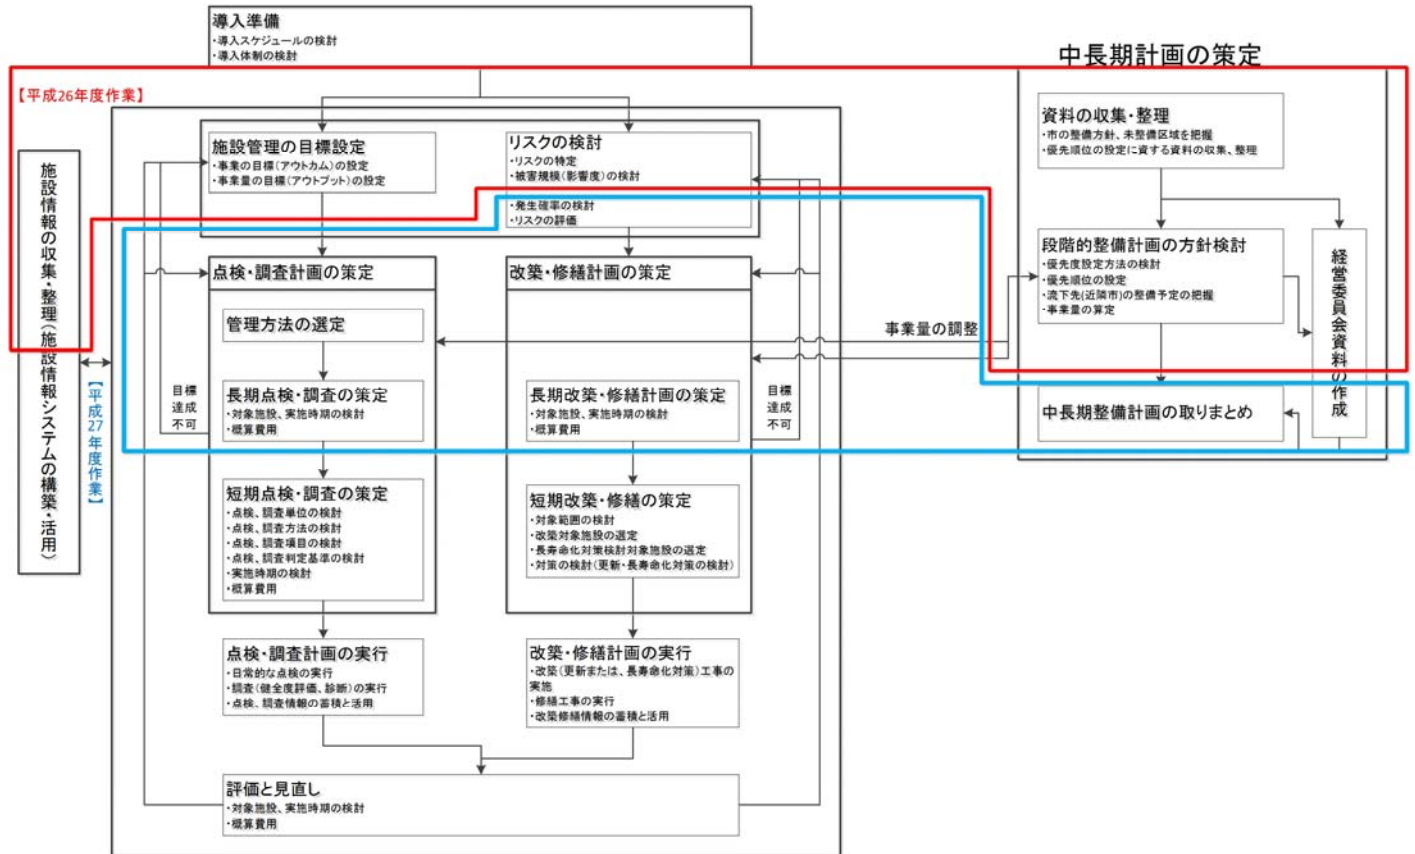 導入準備
・導入スケジュールの検討
・導入体制の検討
中長期計画の策定
【平成26年度作業】
施設情報の収集・整理(施設情報システムの構築・活用)
【平成27年度作業】
施設管理の目標設定
・事業の目標(アウトカム)の設定
・事業量の目標(アウトプット)の設定
リスクの検討
・リスクの特定
・被害規模(影響度)の検討
・発生確率の検討
・リスクの評価
資料の収集・整理
・市の整備方針、未整備区域を把握
・優先順位の設定に資する資料の収集、整理
点検・調査計画の策定
管理方法の選定
長期点検・調査の策定
・対象施設、実施時期の検討
・概算費用
目標
達成
不可
短期点検・調査の策定
・点検、調査単位の検討
・点検、調査方法の検討
・点検、調査項目の検討
・点検、調査判定基準の検討
・実施時期の検討
・概算費用
改築・修繕計画の策定
長期改築・修繕計画の策定
・対象施設、実施時期の検討
・概算費用
目標
達成
不可
短期改築・修繕の策定
・対象範囲の検討
・改築対象施設の選定
・長寿命化対策検討対象施設の選定
・対策の検討(更新・長寿命化対策の検討)
事業量の調整
段階的整備計画の方針検討
・優先度設定方法の検討
・優先順位の設定
・流下先(近隣市)の整備予定の把握
・事業量の算定
経営委員会資料の作成
中長期整備計画の取りまとめ
点検・調査計画の実行
・日常的な点検の実行
・調査(健全度評価、診断)の実行
・点検、調査情報の蓄積と活用
改築・修繕計画の実行
・改築(更新または、長寿命化対策)工事の
実施
・修繕工事の実行
・改築修繕情報の蓄積と活用
評価と見直し
・対象施設、実施時期の検討
・概算費用